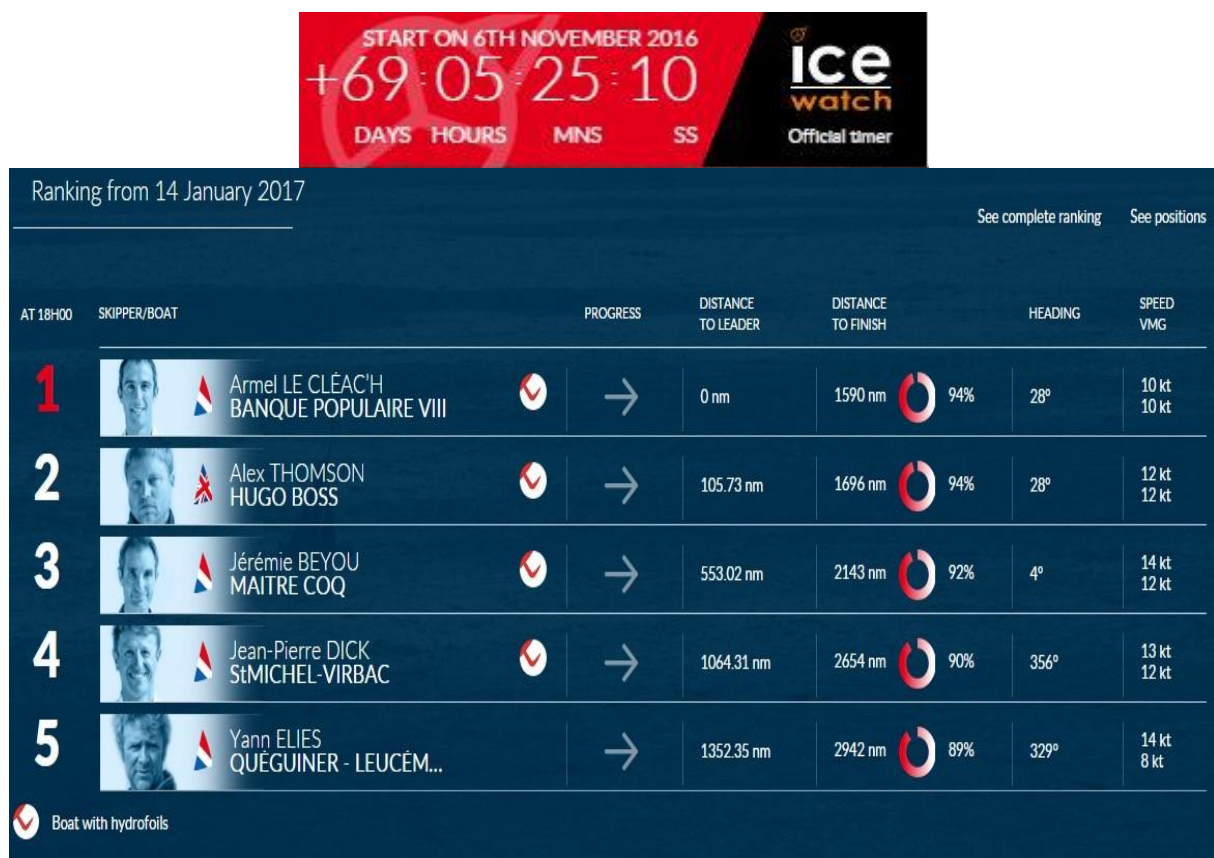 START ON 6TH NOVEMBER 2016
+69:05:25:10
DAYS HOURS MNS SS
ice
watch
Official timer
Ranking from 14 January 2017
See complete ranking See positions
AT 18H00 SKIPPER/BOAT PROGRESS DISTANCE TO LEADER DISTANCE TO FINISH HEADING SPEED VMG
1 Armel LE CLÉAC'H
BANQUE POPULAIRE VIII
0 nm 1590 nm 94% 28° 10 kt
10 kt
2 Alex THOMSON
HUGO BOSS
105.73 nm 1696 nm 94% 28° 12 kt
12 kt
3 Jérémie BEYOU
MAITRE COQ
553.02 nm 2143 nm 92% 4° 14 kt
12 kt
4 Jean-Pierre DICK
StMICHEL-VIRBAC
1064.31 nm 2654 nm 90% 356° 13 kt
12 kt
5 Yann ELIES
QUÉGUINER - LEUCÉM...
1352.35 nm 2942 nm 89% 329° 14 kt
8 kt
Boat with hydrofoils